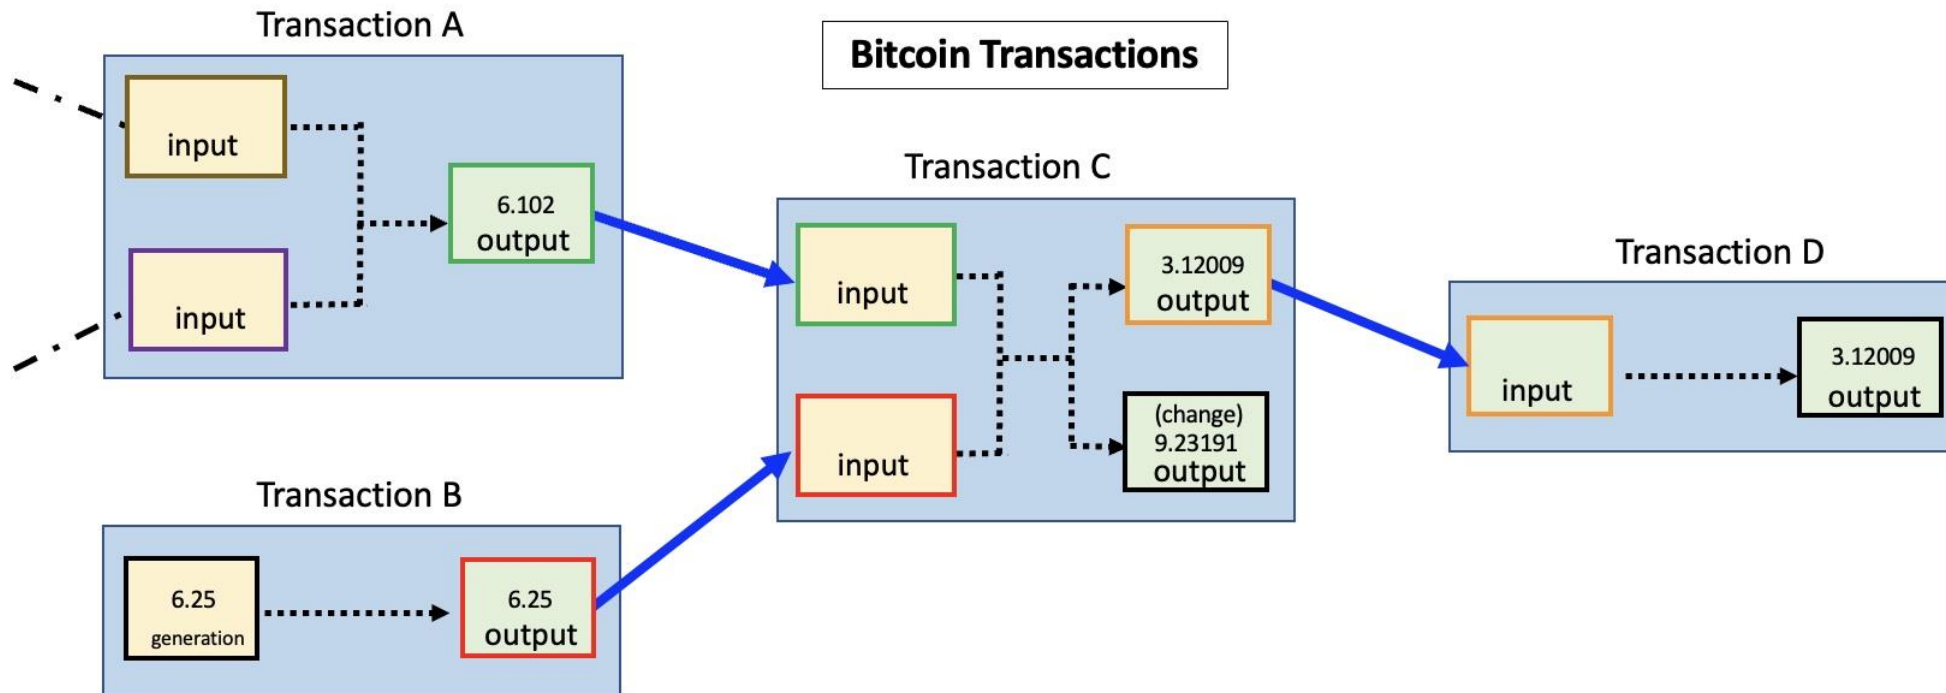 Bitcoin Transactions
Transaction A
input
input
6.102
output
Transaction B
6.25
generation
6.25
output
Transaction C
input
input
3.12009
output
(change)
9.23191
output
Transaction D
input
3.12009
output